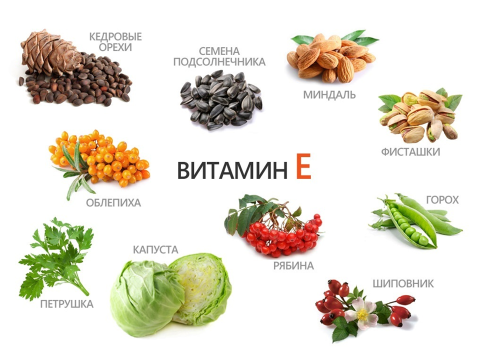 КЕДРОВЫЕ
ОРЕХИ
СЕМЕНА
ПОДСОЛНЕЧНИКА
МИНДАЛЬ
ФИСТАШКИ
ВИТАМИН E
ОБЛЕПИХА
ГОРОХ
КАПУСТА
РЯБИНА
ПЕТРУШКА
ШИПОВНИК